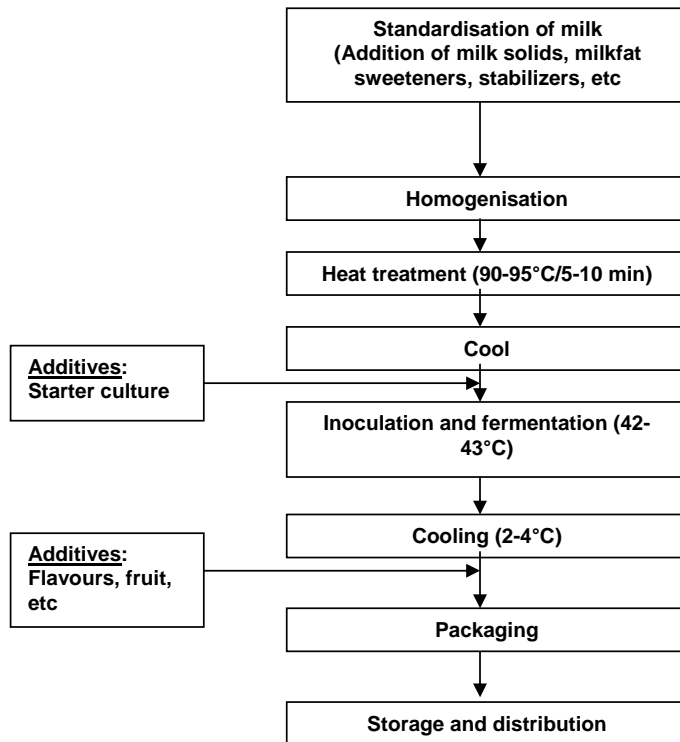 Standardisation of milk
(Addition of milk solids, milkfat
sweeteners, stabilizers, etc
Homogenisation
Heat treatment (90-95°C/5-10 min)
Cool
Additives:
Starter culture
Inoculation and fermentation (42-
43°C)
Cooling (2-4°C)
Additives:
Flavours, fruit,
etc
Packaging
Storage and distribution